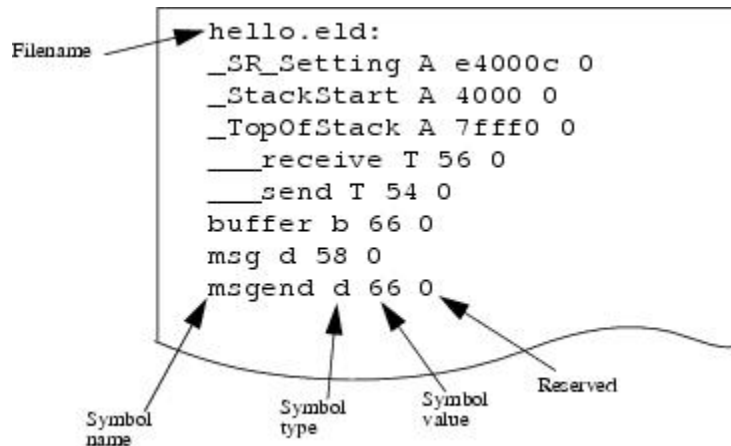 Filename
hello.eld:
_SR_Setting A e4000c 0
_StackStart A 4000 0
_TopOfStack A 7fff0 0
___receive T 56 0
___send T 54 0
buffer b 66 0
msg d 58 0
msgend d 66 0
Symbol
name
Symbol
type
Symbol
value
Reserved